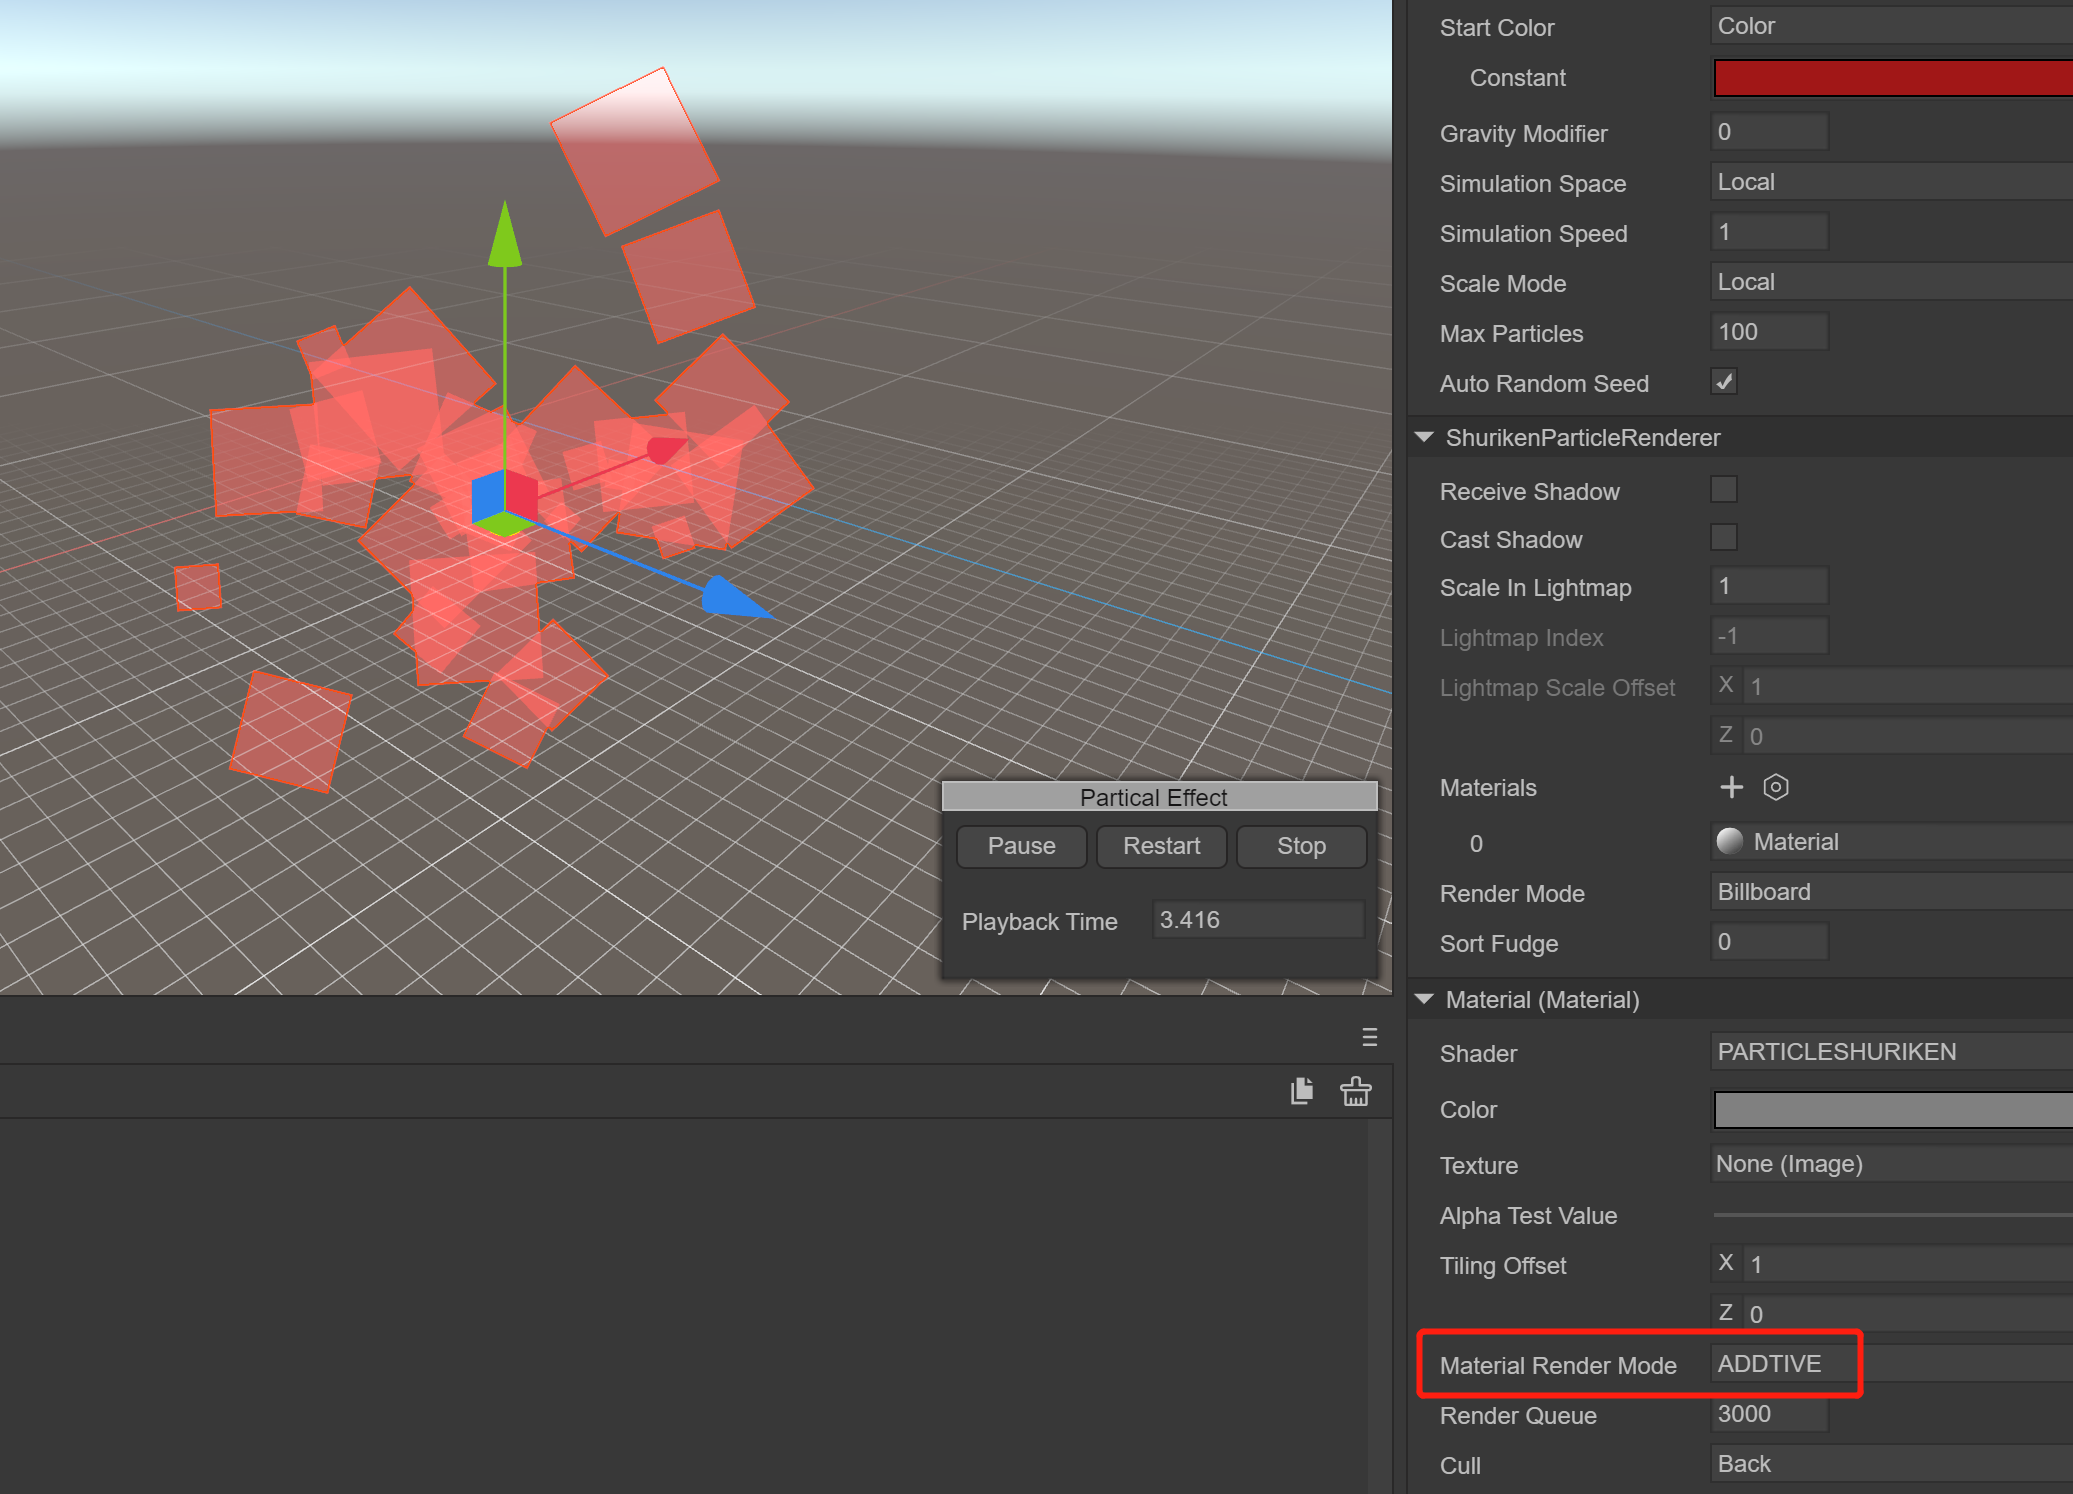 Start Color Color
Constant
Gravity Modifier 0
Simulation Space Local
Simulation Speed 1
Scale Mode Local
Max Particles 100
Auto Random Seed
ShurikenParticleRenderer
Receive Shadow
Cast Shadow
Scale In Lightmap 1
Lightmap Index -1
Lightmap Scale Offset X 1
Z 0
Materials
0 Material
Render Mode Billboard
Sort Fudge 0
Material (Material)
Shader PARTICLESHURIKEN
Color
Texture None (Image)
Alpha Test Value
Tiling Offset X 1
Z 0
Material Render Mode ADDTIVE
Render Queue 3000
Cull Back
Partical Effect
Pause Restart Stop
Playback Time 3.416